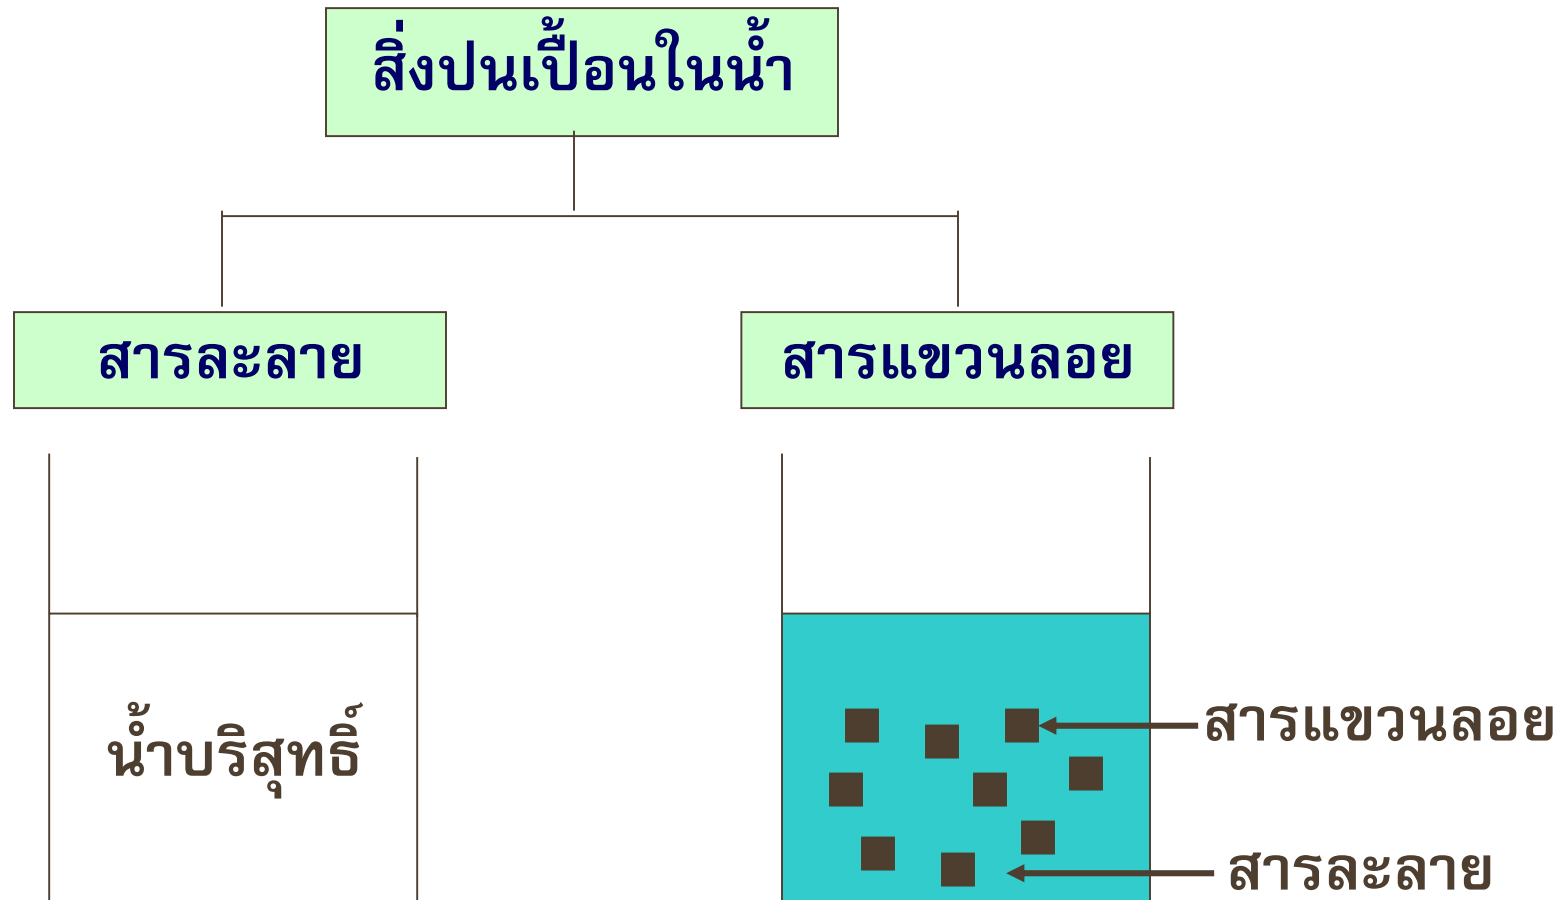 สิ่งปนเปื้อนในน้ำ
สารละลาย
สารแขวนลอย
น้ำบริสุทธิ์
สารแขวนลอย
สารละลาย